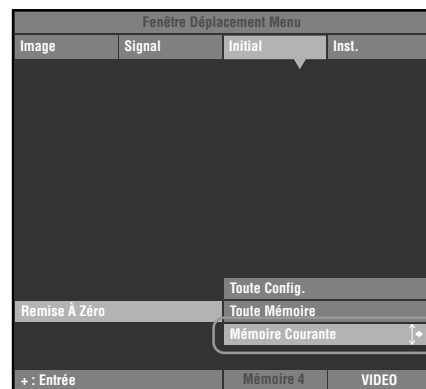 Fenêtre Déplacement Menu
Image Signal Initial Inst.
Toute Config.
Remise À Zéro Toute Mémoire
Mémoire Courante
+ : Entrée Mémoire 4 VIDEO